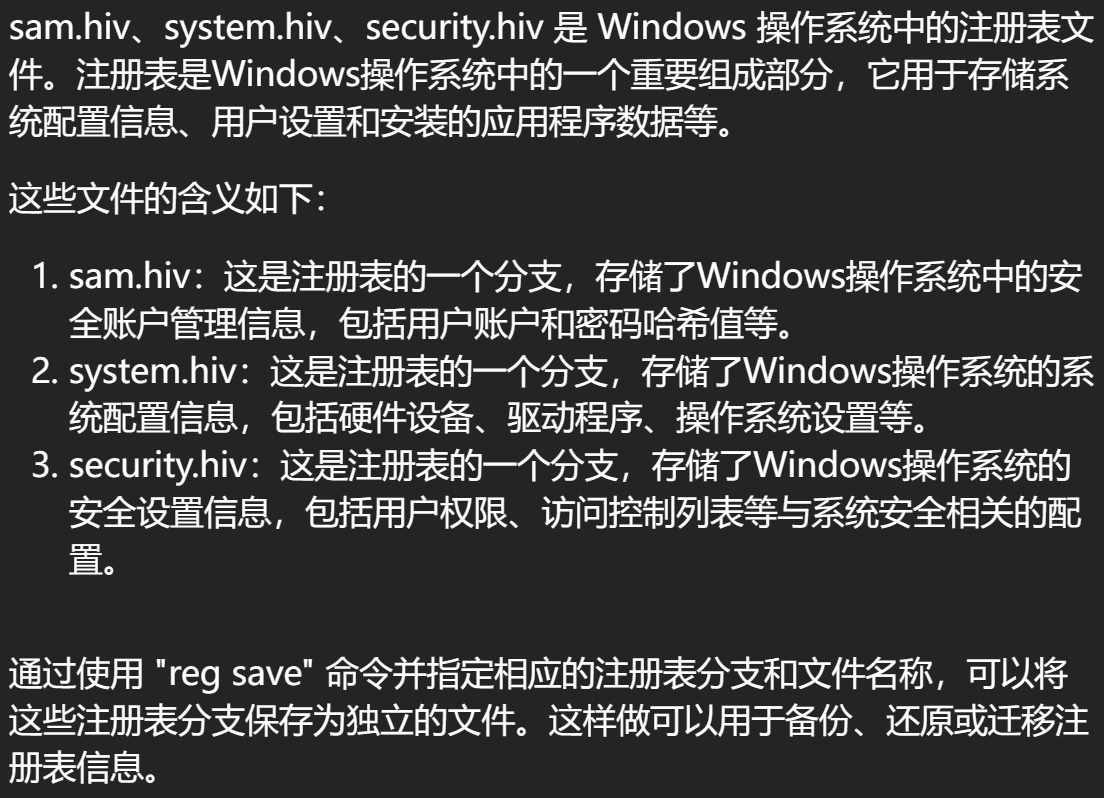 sam.hiv、system.hiv、security.hiv 是 Windows 操作系统中的注册表文
件。注册表是Windows操作系统中的一个重要组成部分，它用于存储系
统配置信息、用户设置和安装的应用程序数据等。
这些文件的含义如下：
1. sam.hiv：这是注册表的一个分支，存储了Windows操作系统中的安
全账户管理信息，包括用户账户和密码哈希值等。
2. system.hiv：这是注册表的一个分支，存储了Windows操作系统的系
统配置信息，包括硬件设备、驱动程序、操作系统设置等。
3. security.hiv：这是注册表的一个分支，存储了Windows操作系统的
安全设置信息，包括用户权限、访问控制列表等与系统安全相关的配
置。
通过使用 "reg save" 命令并指定相应的注册表分支和文件名称，可以将
这些注册表分支保存为独立的文件。这样做可以用于备份、还原或迁移注
册表信息。